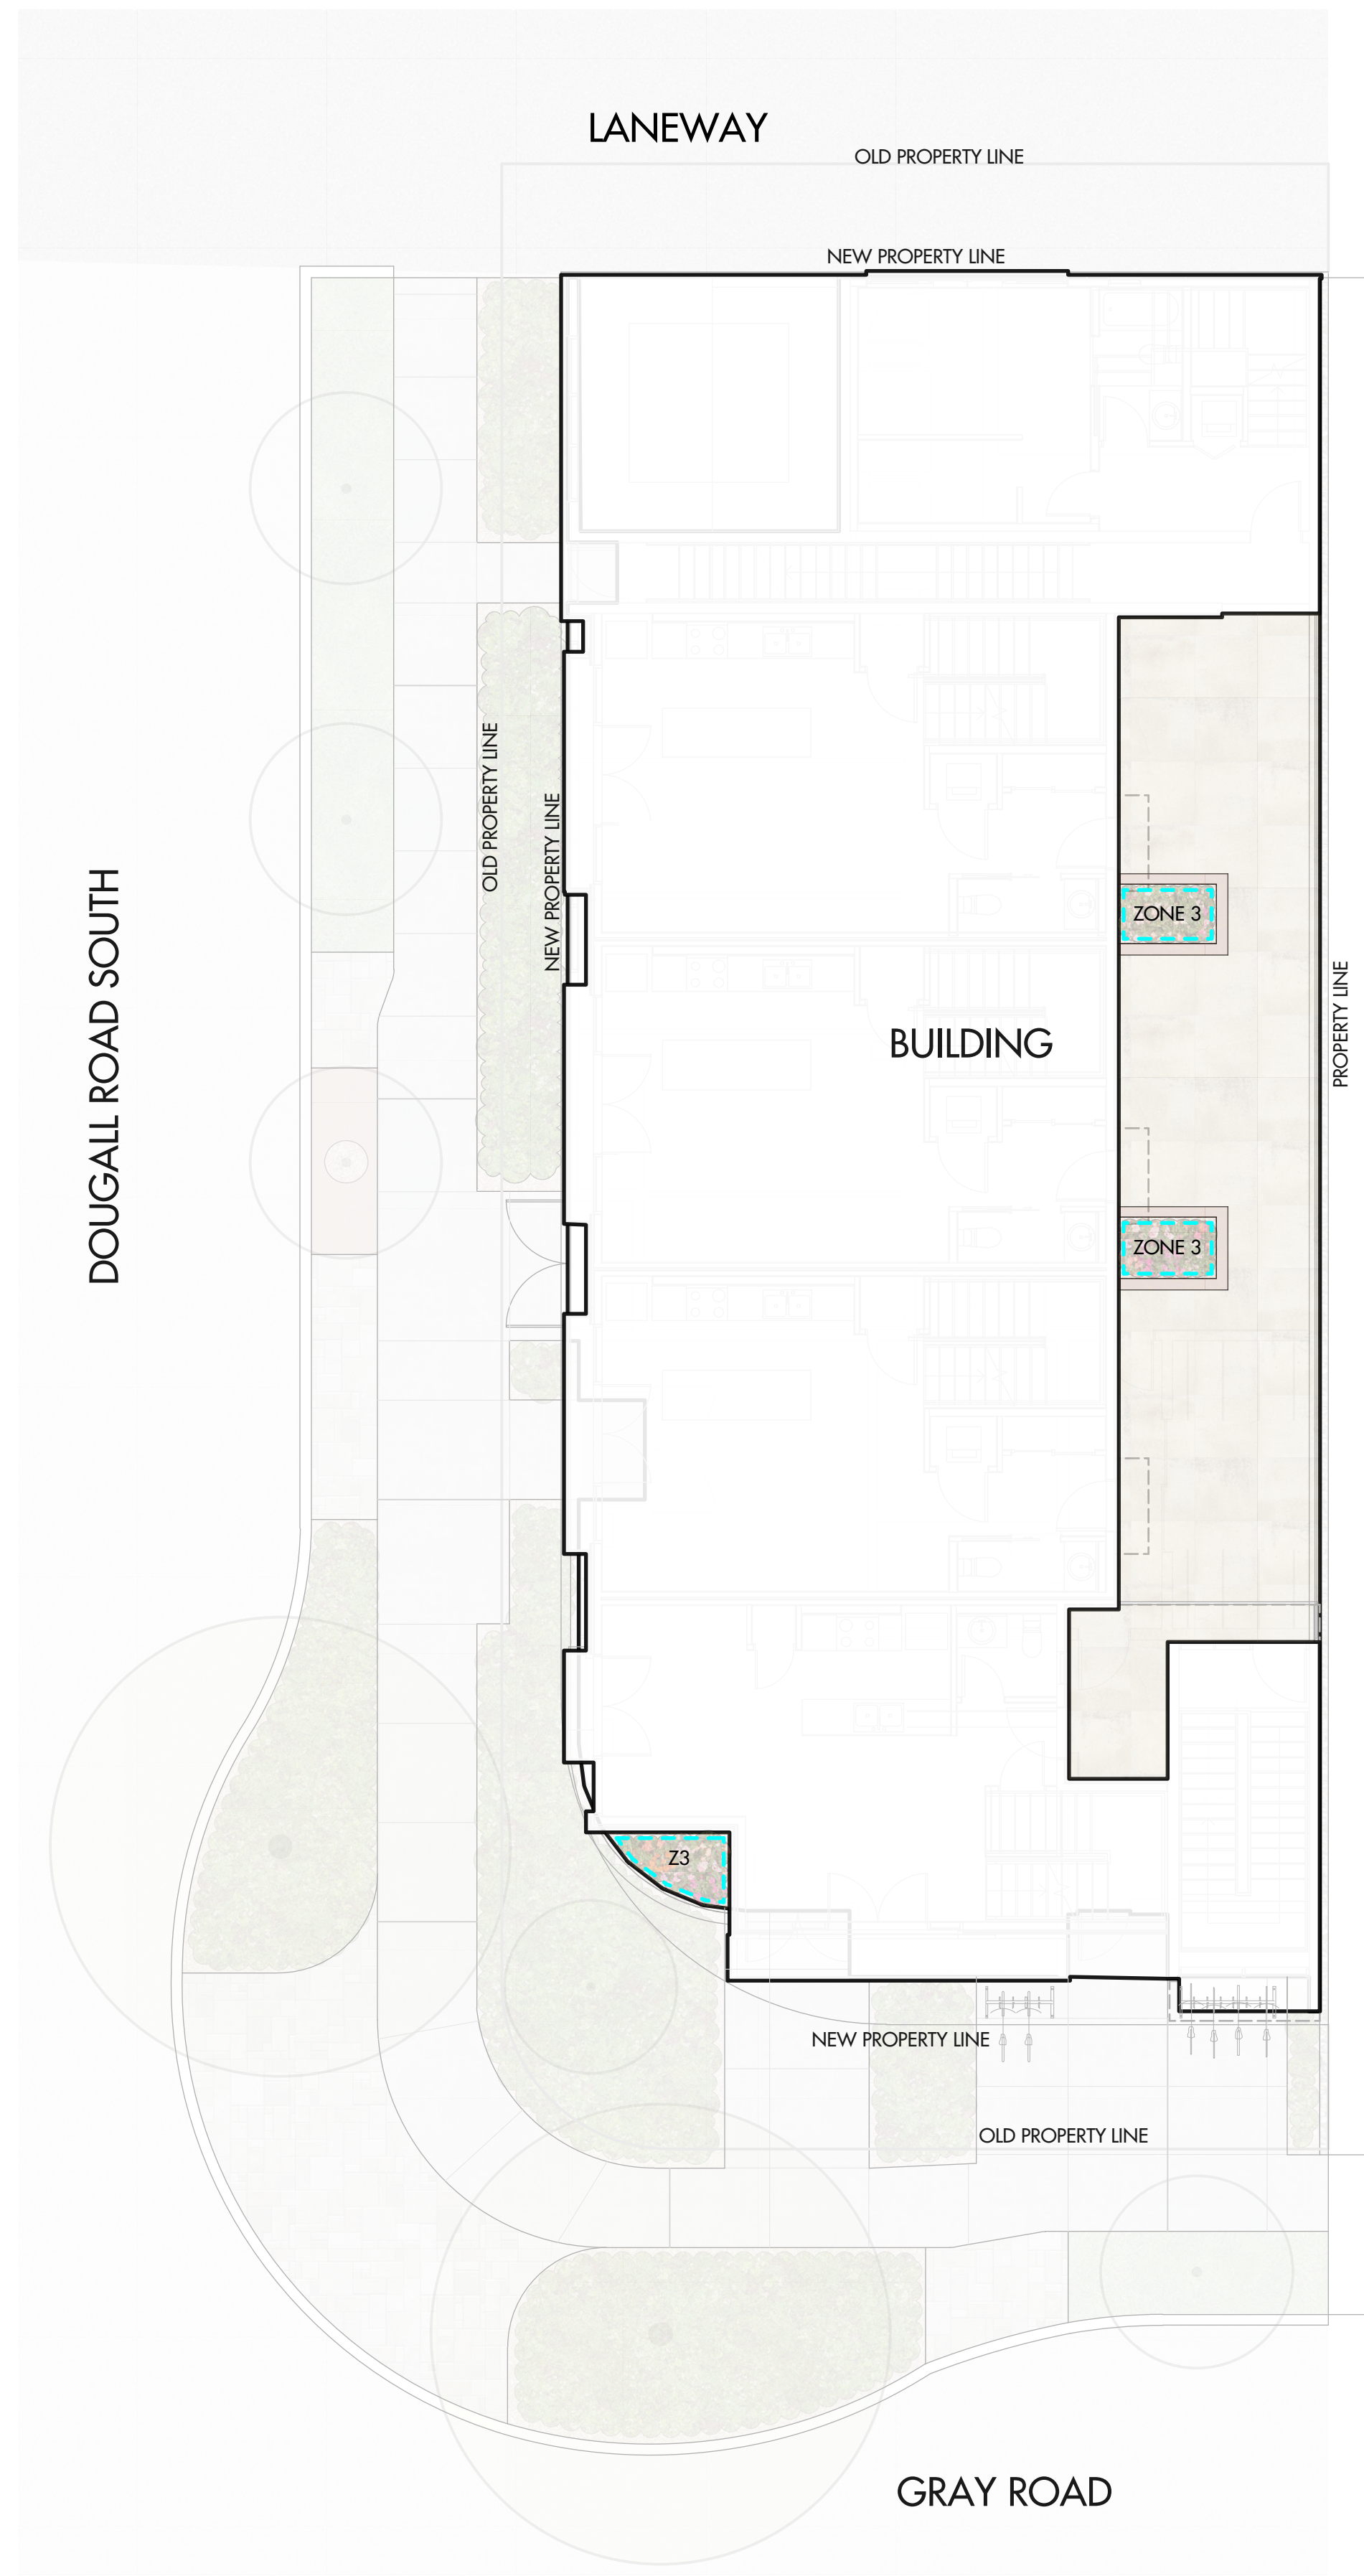 LANEWAY
OLD PROPERTY LINE
NEW PROPERTY LINE
OLD PROPERTY LINE
NEW PROPERTY LINE
DOUGALL ROAD SOUTH
ZONE 3
PROPERTY LINE
BUILDING
ZONE 3
Z3
NEW PROPERTY LINE
OLD PROPERTY LINE
GRAY ROAD